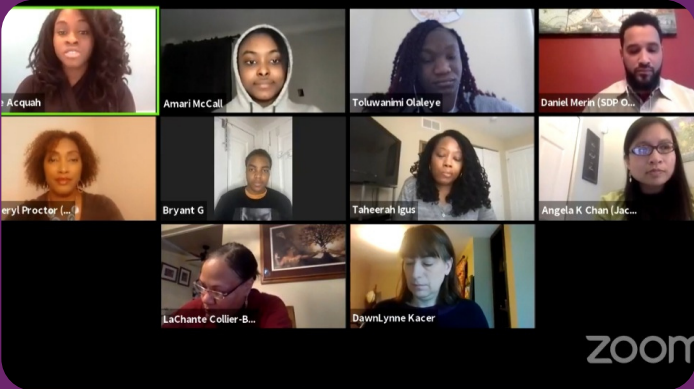 e Acquah
Amari McCall
Toluwanimi Olaleye
Daniel Merin (SDP O...
eryl Proctor (...
Bryant G
Taheerah Igus
Angela K Chan (Jac...
LaChante Collier-B...
DawnLynne Kacer
zoom